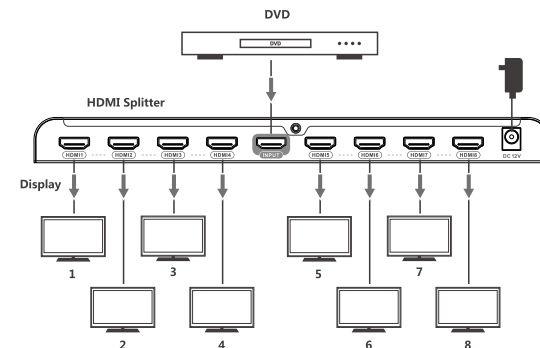 DVD
DVD
HDMI Splitter
HDMI1 HDMI2 HDMI3 HDMI4 INPUT HDMI5 HDMI6 HDMI7 HDMI8 DC 12V
Display
1 3 5 7
2 4 6 8